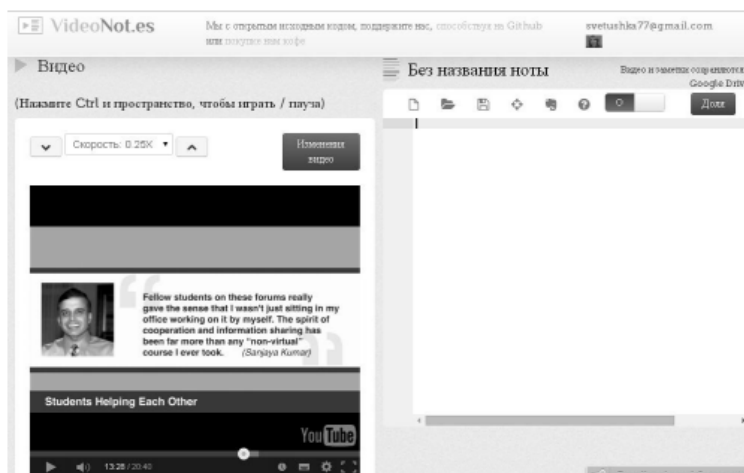 VideoNot.es
Мы с открытым исходным кодом, поддержите нас, способствуя на Github
или покупке нам кофе
svetushka77@gmail.com
Видео
(Нажмите Ctrl и пространство, чтобы играть / пауза)
Скорость: 0.25X
Изменения
видео
Fellow students on these forums really
gave the sense that I wasn't just sitting in my
office working on it by myself. The spirit of
cooperation and information sharing has
been far more than any "non-virtual"
course I ever took. (Sanjaya Kumar)
Students Helping Each Other
YouTube
13:28 / 20:40
Без названия ноты
Видео и заметки сохраняются
Google Driv
Доля